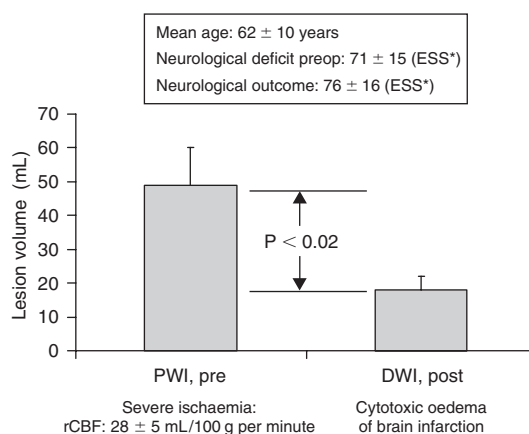 Mean age: 62 ± 10 years
Neurological deficit preop: 71 ± 15 (ESS*)
Neurological outcome: 76 ± 16 (ESS*)
70
60
50
40
30
20
10
0
Lesion volume (mL)
P < 0.02
PWI, pre
DWI, post
Severe ischaemia:
rCBF: 28 ± 5 mL/100 g per minute
Cytotoxic oedema
of brain infarction